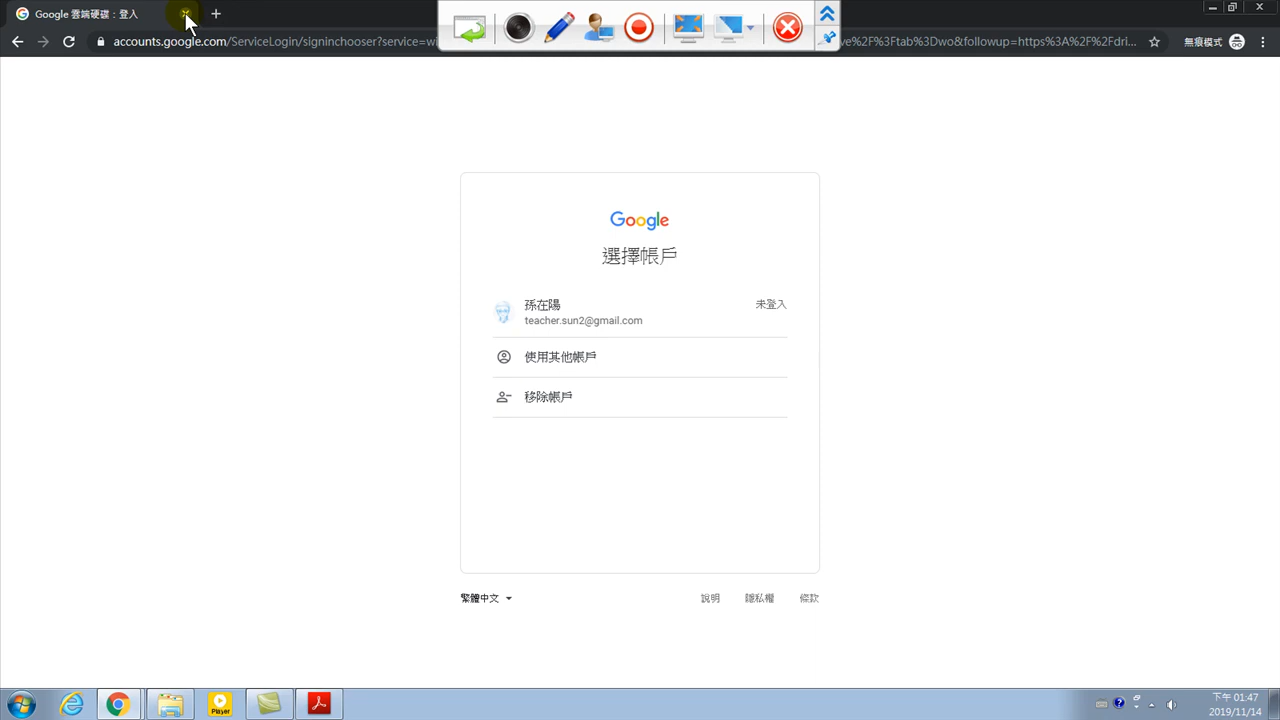 Google 雲端硬碟：登入
accounts.google.com/ServiceLogin/signinchooser?servi
ve%2F%3Ftab%3Dwo&followup=https%3A%2F%2F
無痕模式
Google
選擇帳戶
孫在陽
未登入
teacher.sun2@gmail.com
使用其他帳戶
移除帳戶
繁體中文
說明
隱私權
條款
Player
下午 01:47
2019/11/14